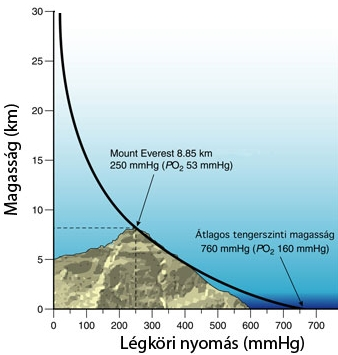 30
25
20
15
10
5
0
Magasság (km)
Mount Everest 8.85 km
250 mmHg (PO₂ 53 mmHg)
Átlagos tengerszinti magasság
760 mmHg (PO₂ 160 mmHg)
0 100 200 300 400 500 600 700
Légköri nyomás (mmHg)